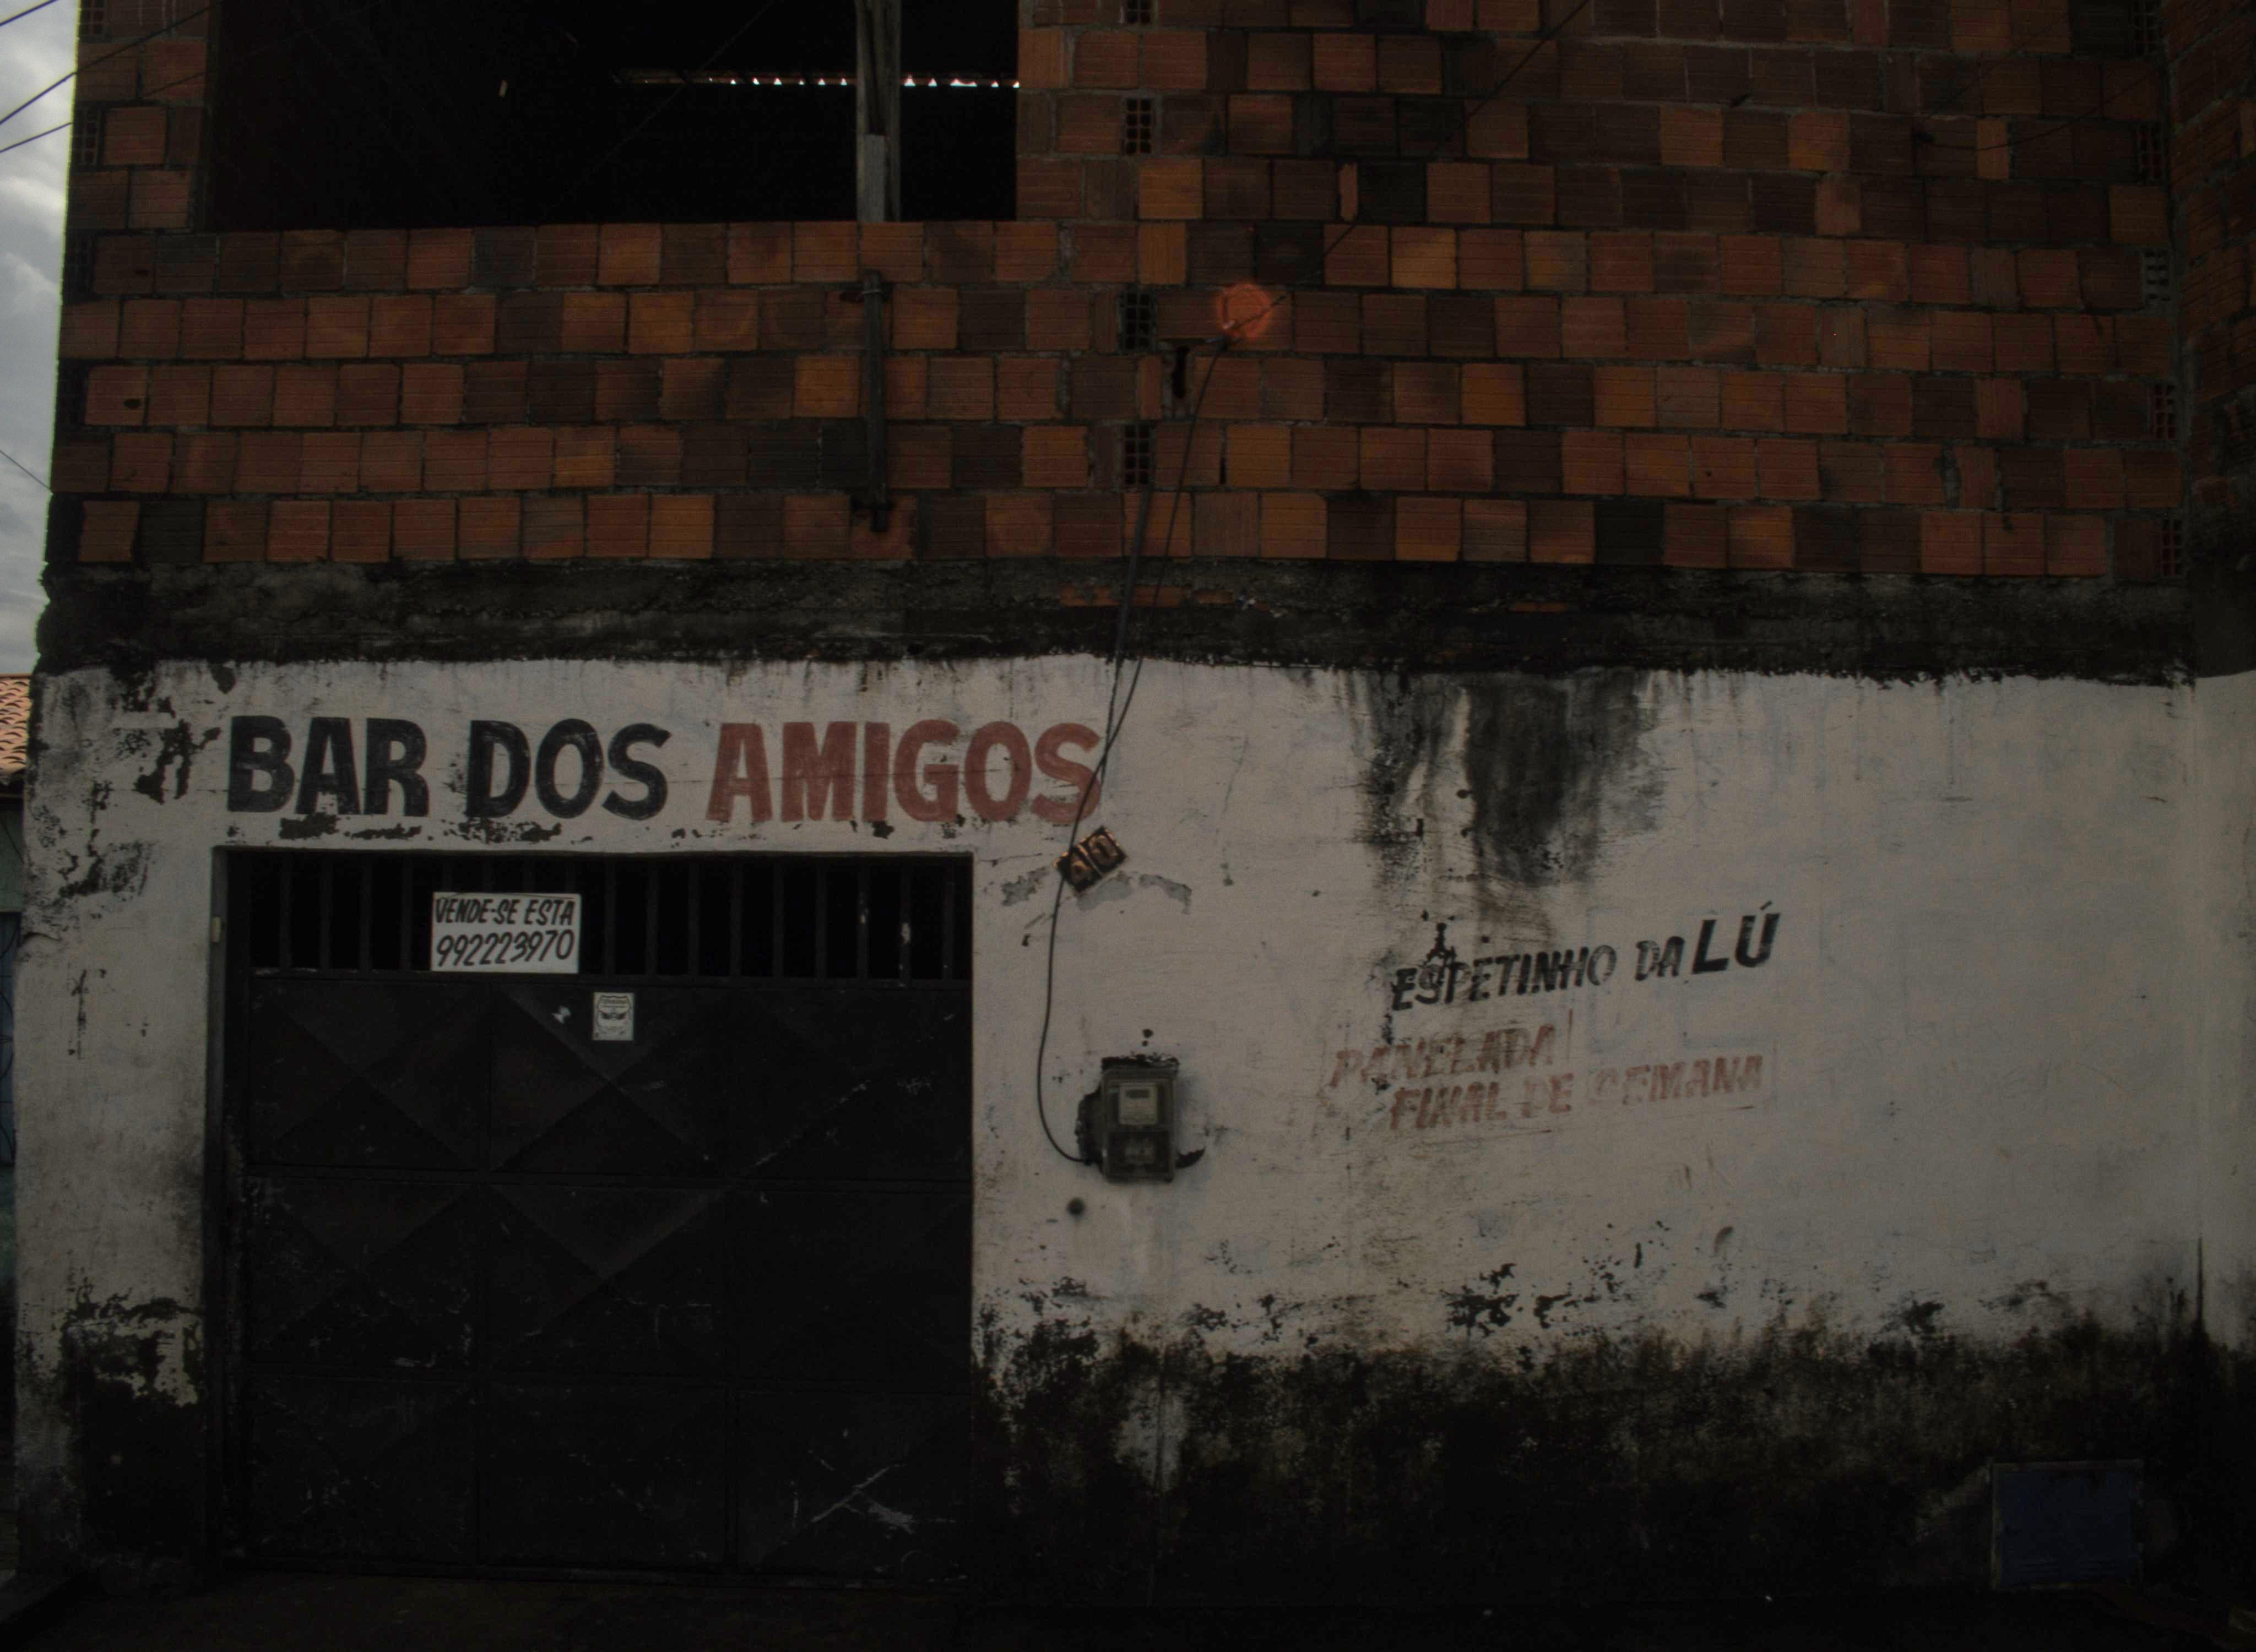 BAR DOS AMIGOS
VENDE-SE ESTA
992223970
ESPETINHO DA LÚ
PANELADA
FINAL DE SEMANA